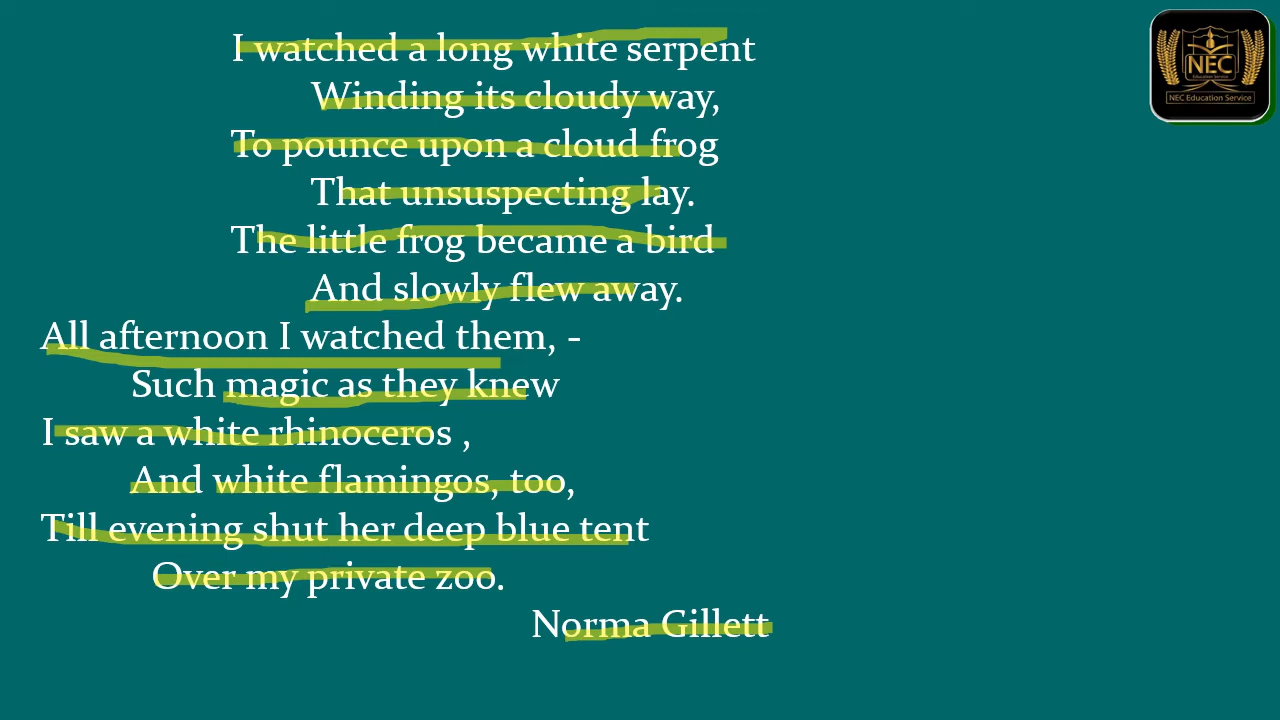 I watched a long white serpent
Winding its cloudy way,
To pounce upon a cloud frog
That unsuspecting lay.
The little frog became a bird
And slowly flew away.
All afternoon I watched them, -
Such magic as they knew
I saw a white rhinoceros ,
And white flamingos, too,
Till evening shut her deep blue tent
Over my private zoo.
Norma Gillett
NEC
Education Service
NEC Education Service